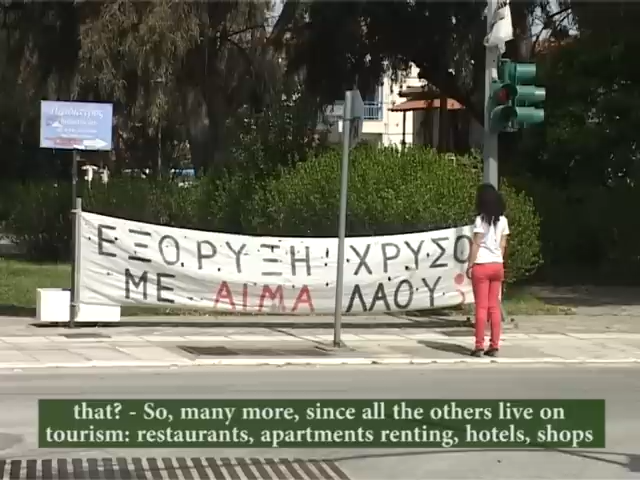 ΕΞΟΡΥΞΗ ΧΡΥΣΟ
ΜΕ ΑΙΜΑ ΛΑΟΥ;
that? - So, many more, since all the others live on
tourism: restaurants, apartments renting, hotels, shops